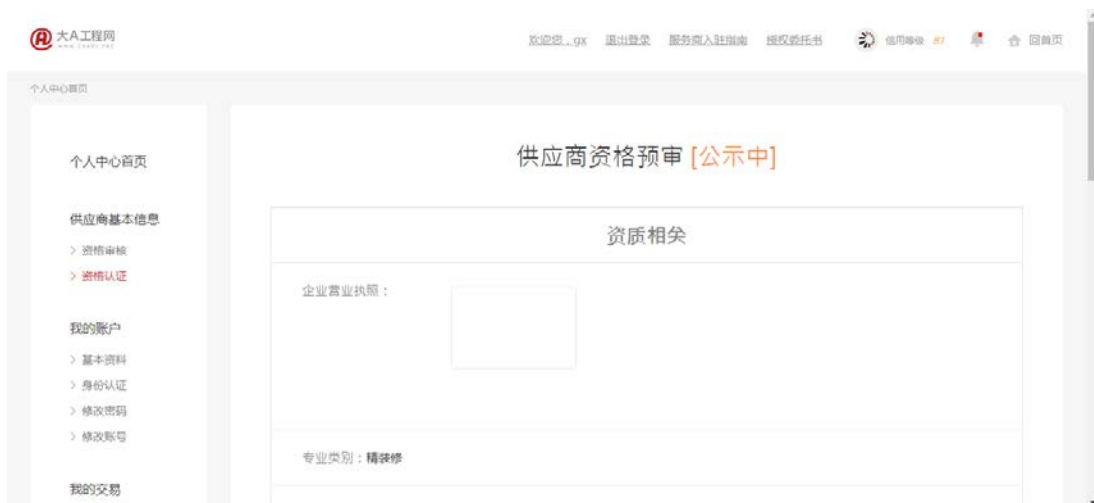 大A工程网
欢迎您，gx 退出登录 服务商入驻指南 授权委托书 信用等级 87 回首页
个人中心首页
个人中心首页
供应商资格预审 [公示中]
供应商基本信息
> 资格审核
> 资格认证
资质相关
企业营业执照：
我的账户
> 基本资料
> 身份认证
> 修改密码
> 修改账号
专业类别：精装修
我的交易